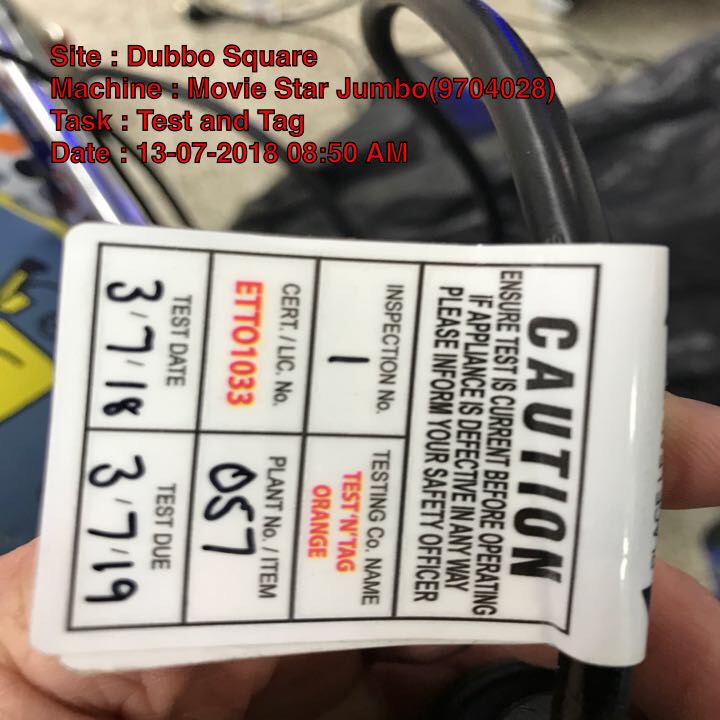 Site : Dubbo Square
Machine : Movie Star Jumbo(9704028)
Task : Test and Tag
Date : 13-07-2018 08:50 AM
CAUTION
ENSURE TEST IS CURRENT BEFORE OPERATING
IF APPLIANCE IS DEFECTIVE IN ANY WAY
PLEASE INFORM YOUR SAFETY OFFICER
INSPECTION No.
1
TESTING Co. NAME
TEST'N'TAG
ORANGE
CERT. / LIC. No.
ETTO1033
PLANT No. / ITEM
057
TEST DATE
3/7/18
TEST DUE
3/7/19